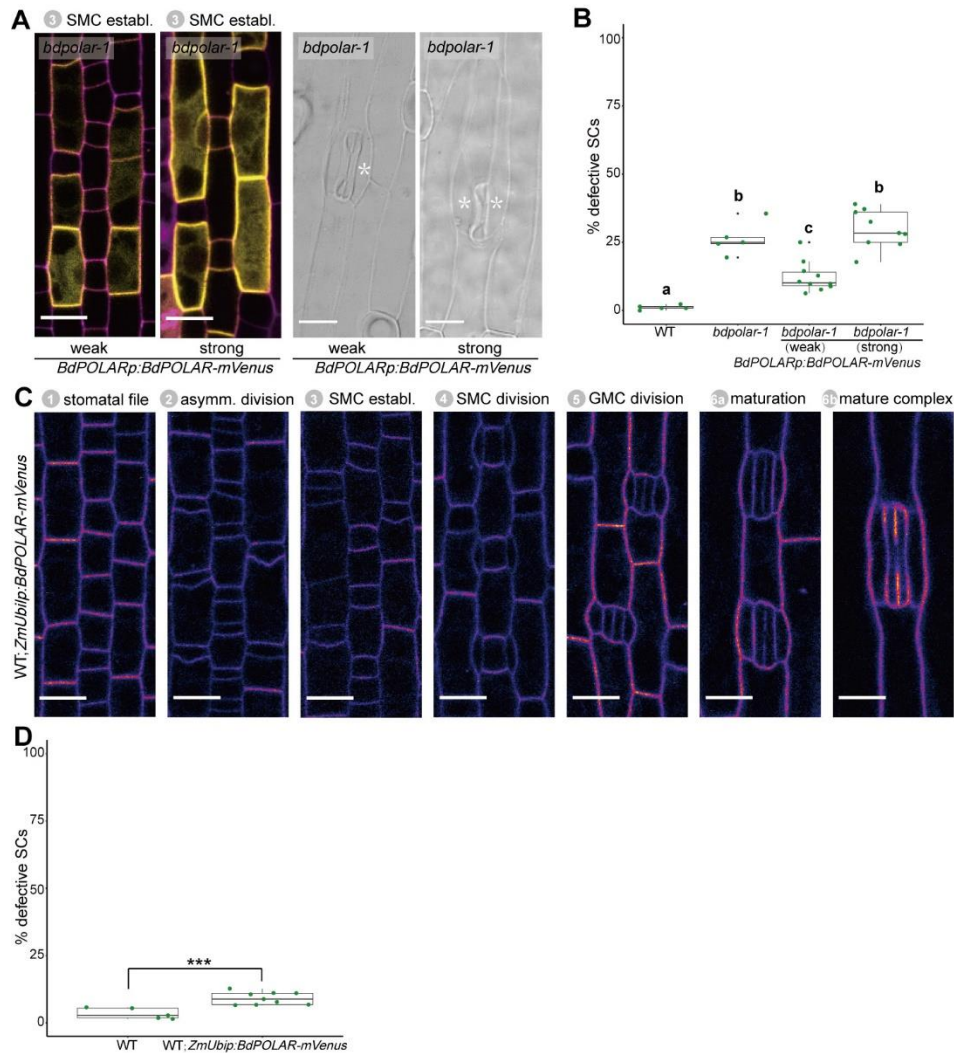 A
3 SMC establ.
3 SMC establ.
bdpolar-1
bdpolar-1
bdpolar-1
bdpolar-1
*
* *
weak
strong
weak
strong
BdPOLARp:BdPOLAR-mVenus
BdPOLARp:BdPOLAR-mVenus
B
% defective SCs
100
75
50
25
0
a
b
c
b
WT
bdpolar-1
bdpolar-1
(weak)
bdpolar-1
(strong)
BdPOLARp:BdPOLAR-mVenus
C
1 stomatal file
2 asymm. division
3 SMC establ.
4 SMC division
5 GMC division
6a maturation
6b mature complex
WT; ZmUbip:BdPOLAR-mVenus
D
% defective SCs
100
75
50
25
0
***
WT
WT; ZmUbip:BdPOLAR-mVenus